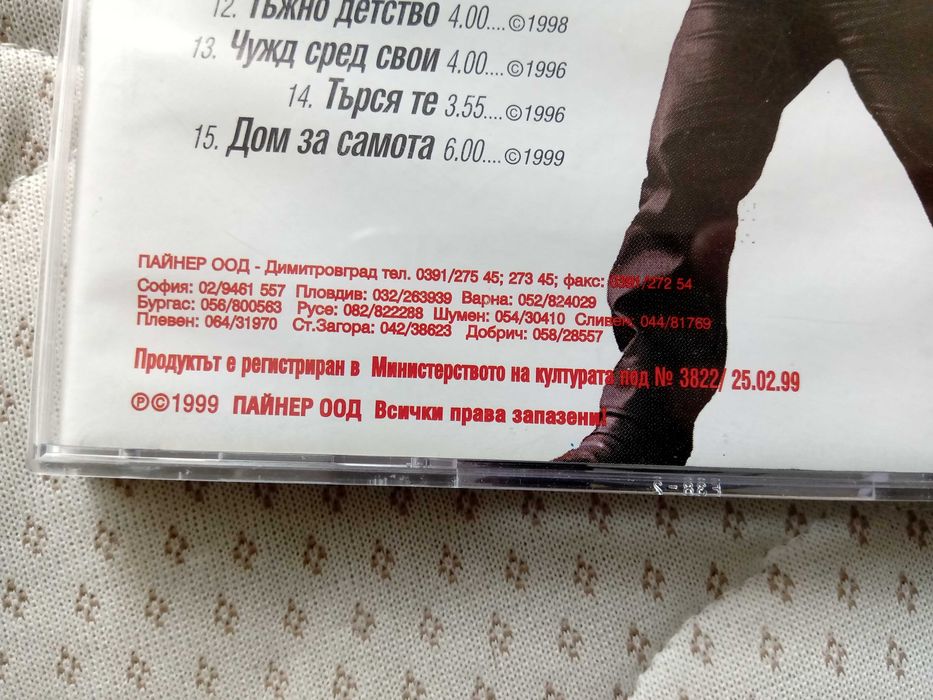 12. Тъжно детство 4.00....©1998
13. Чужд сред свои 4.00....©1996
14. Търся те 3.55....©1996
15. Дом за самота 6.00....©1999
ПАЙНЕР ООД - Димитровград тел. 0391/275 45; 273 45; факс: 0391/272 54
София: 02/9461 557 Пловдив: 032/263939 Варна: 052/824029
Бургас: 056/800563 Русе: 082/822288 Шумен: 054/30410 Сливен: 044/81769
Плевен: 064/31970 Ст.Загора: 042/38623 Добрич: 058/28557
Продуктът е регистриран в Министерството на културата под № 3822/ 25.02.99
℗©1999 ПАЙНЕР ООД Всички права запазени!